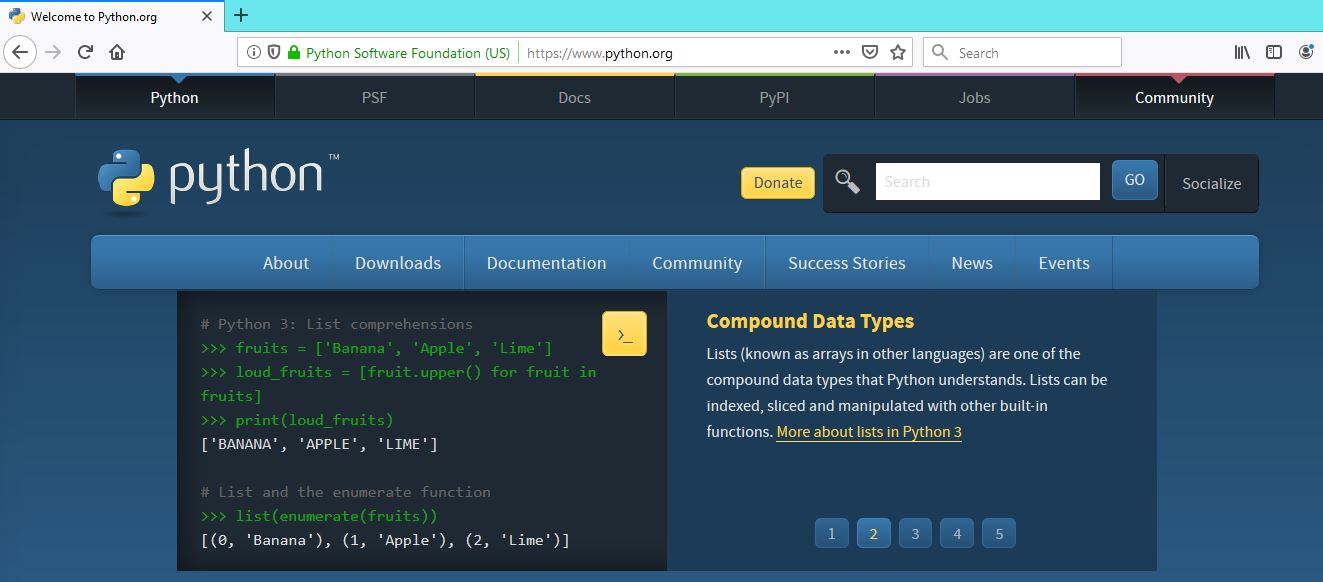 Welcome to Python.org
Python Software Foundation (US) https://www.python.org Search
Python PSF Docs PyPI Jobs Community
python™
Donate Search GO Socialize
About Downloads Documentation Community Success Stories News Events
# Python 3: List comprehensions
>>> fruits = ['Banana', 'Apple', 'Lime']
>>> loud_fruits = [fruit.upper() for fruit in
fruits]
>>> print(loud_fruits)
['BANANA', 'APPLE', 'LIME']
# List and the enumerate function
>>> list(enumerate(fruits))
[(0, 'Banana'), (1, 'Apple'), (2, 'Lime')]
>_
Compound Data Types
Lists (known as arrays in other languages) are one of the
compound data types that Python understands. Lists can be
indexed, sliced and manipulated with other built-in
functions. More about lists in Python 3
1 2 3 4 5